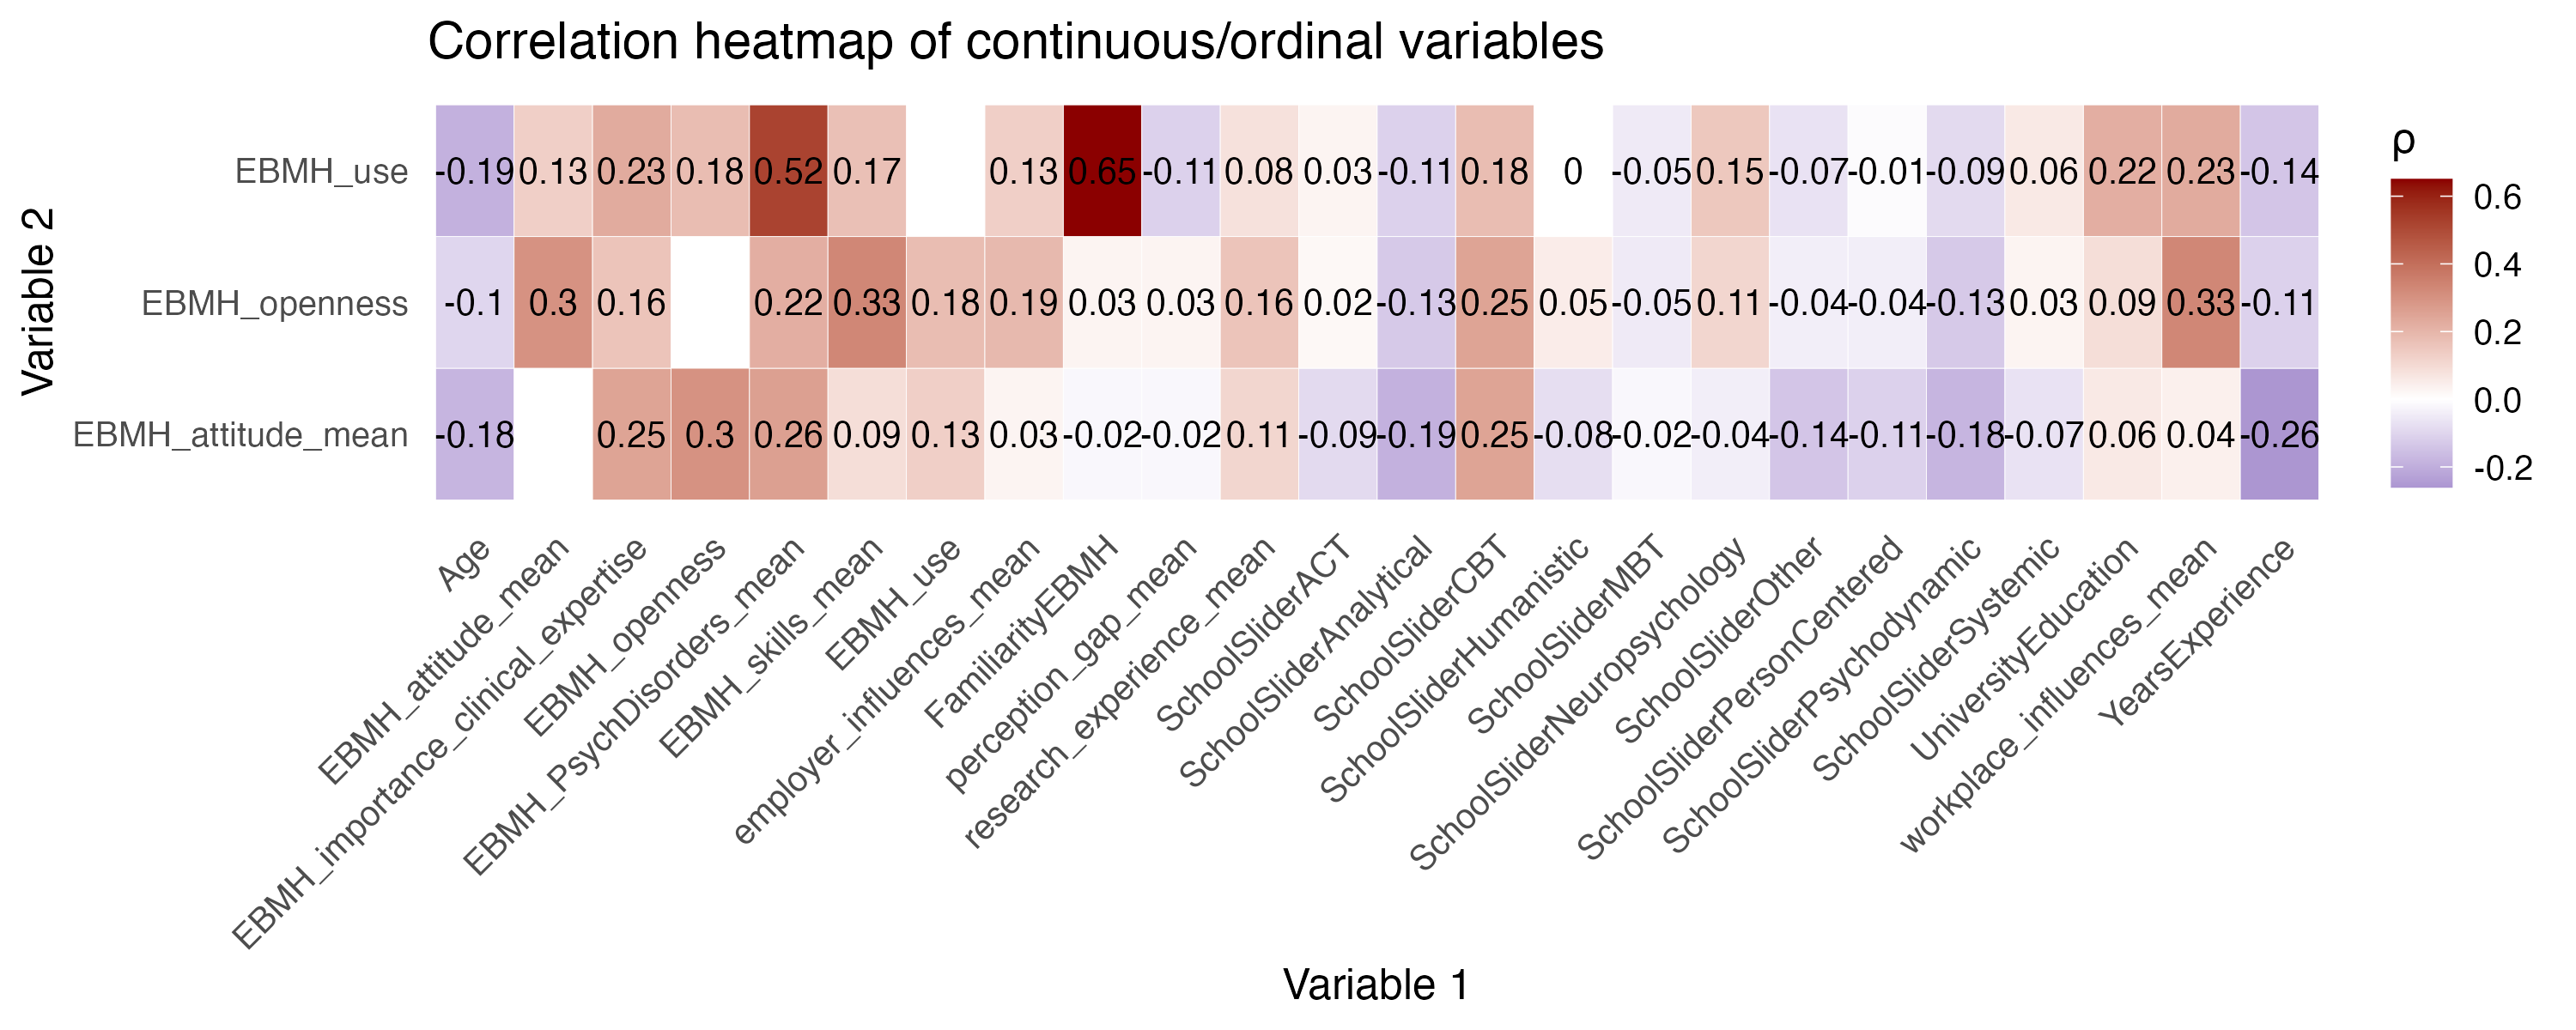 Correlation heatmap of continuous/ordinal variables
Variable 2
EBMH_use
-0.19 0.13 0.23 0.18 0.52 0.17 0.13 0.65 -0.11 0.08 0.03 -0.11 0.18 0 -0.05 0.15 -0.07 -0.01 -0.09 0.06 0.22 0.23 -0.14
EBMH_openness
-0.1 0.3 0.16 0.22 0.33 0.18 0.19 0.03 0.03 0.16 0.02 -0.13 0.25 0.05 -0.05 0.11 -0.04 -0.04 -0.13 0.03 0.09 0.33 -0.11
EBMH_attitude_mean
-0.18 0.25 0.3 0.26 0.09 0.13 0.03 -0.02 -0.02 0.11 -0.09 -0.19 0.25 -0.08 -0.02 -0.04 -0.14 -0.11 -0.18 -0.07 0.06 0.04 -0.26
Age
EBMH_attitude_mean
EBMH_importance_clinical_expertise
EBMH_openness
EBMH_PsychDisorders_mean
EBMH_skills_mean
EBMH_use
employer_influences_mean
FamiliarityEBMH
perception_gap_mean
research_experience_mean
SchoolSliderACT
SchoolSliderAnalytical
SchoolSliderCBT
SchoolSliderHumanistic
SchoolSliderMBT
SchoolSliderNeuropsychology
SchoolSliderOther
SchoolSliderPersonCentered
SchoolSliderPsychodynamic
SchoolSliderSystemic
UniversityEducation
workplace_influences_mean
YearsExperience
Variable 1
ρ
0.6
0.4
0.2
0.0
-0.2